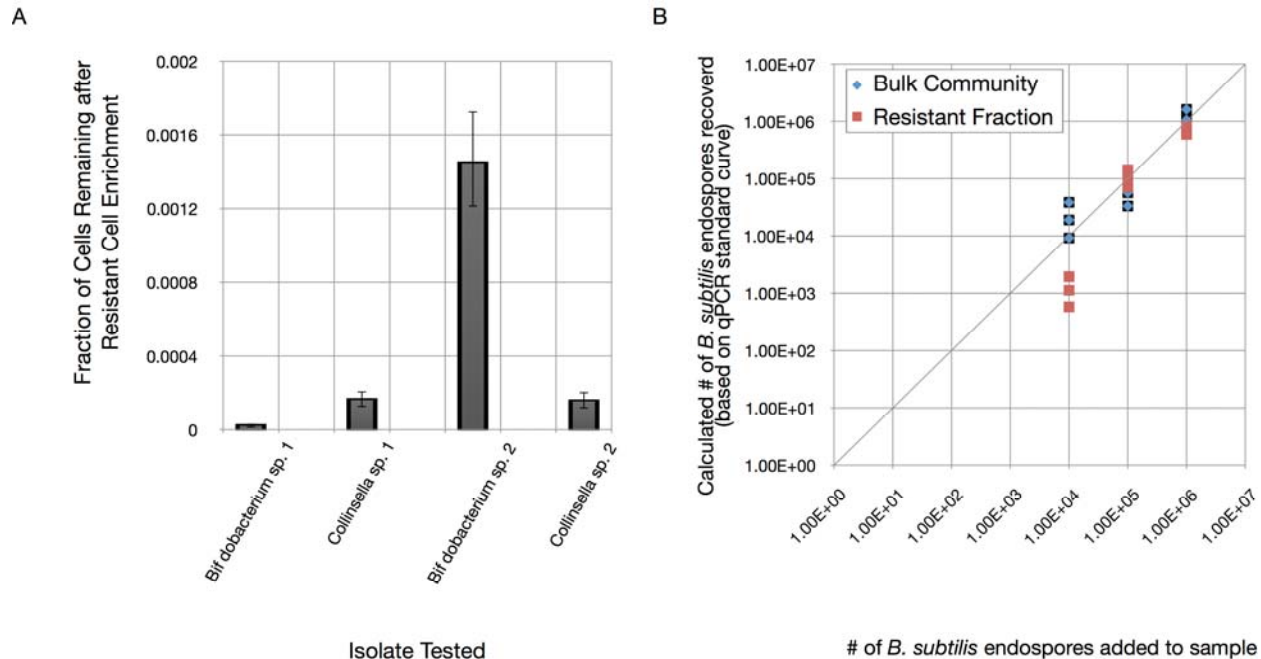 A
Fraction of Cells Remaining after
Resistant Cell Enrichment
0.002
0.0016
0.0012
0.0008
0.0004
0
Bif dobacterium sp. 1
Collinsella sp. 1
Bif dobacterium sp. 2
Collinsella sp. 2
Isolate Tested
B
Calculated # of B. subtilis endospores recoverd
(based on qPCR standard curve)
1.00E+07
1.00E+06
1.00E+05
1.00E+04
1.00E+03
1.00E+02
1.00E+01
1.00E+00
Bulk Community
Resistant Fraction
1.00E+00
1.00E+01
1.00E+02
1.00E+03
1.00E+04
1.00E+05
1.00E+06
1.00E+07
# of B. subtilis endospores added to sample